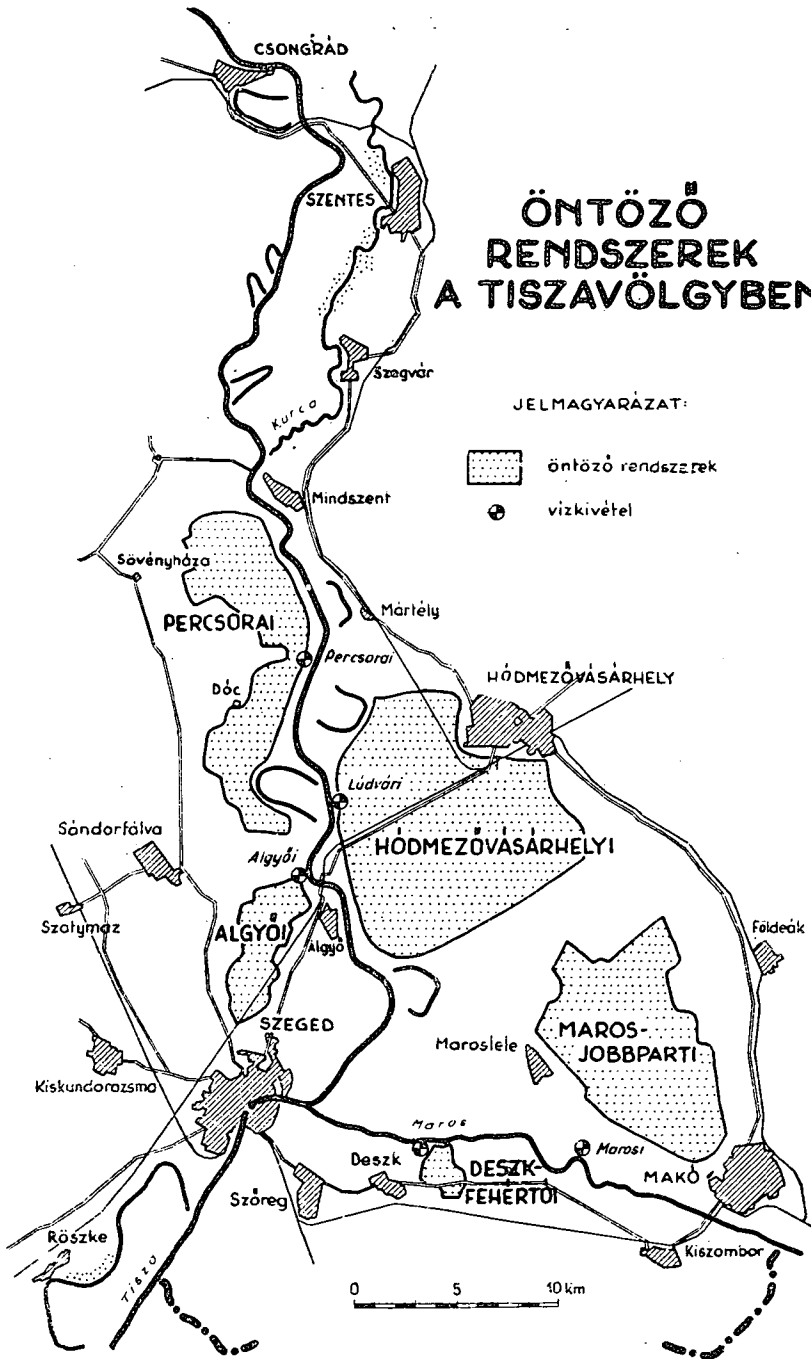 CSONGRÁD
SZENTES
ÖNTÖZŐ
RENDSZEREK
A TISZAVÖLGYBEN
Szegvár
JELMAGYARÁZAT:
Kurca
öntöző rendszerek
vízkivétel
Mindszent
Sövényháza
PERCSORAI
Mártély
Percsorai
HÓDMEZŐVÁSÁRHELY
Dóc
Lúdvári
Sándorfalva
HÓDMEZŐVÁSÁRHELYI
Algyői
Szatymaz
ALGYŐI
Algyő
Földeák
SZEGED
MAROS-
JOBBPARTI
Maroslele
Kiskundorozsma
Maros
Marosi
Deszk
DESZK-
FEHÉRTÓI
MAKÓ
Szőreg
Röszke
Kiszombor
Tisza
0 5 10 km